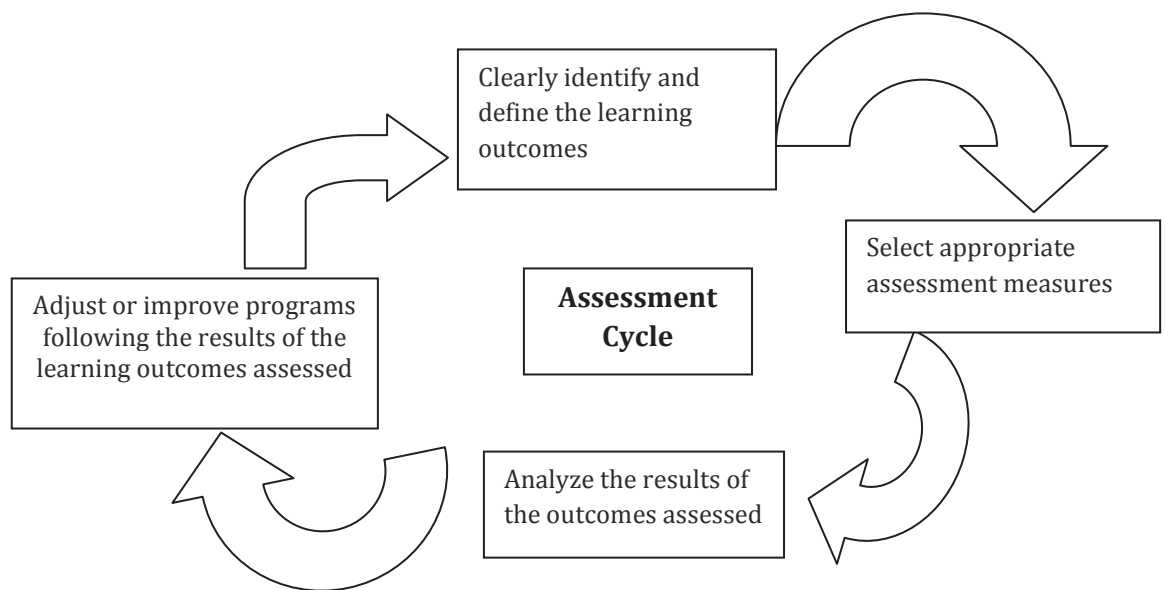 Clearly identify and
define the learning
outcomes
Select appropriate
assessment measures
Adjust or improve programs
following the results of the
learning outcomes assessed
Assessment
Cycle
Analyze the results of
the outcomes assessed